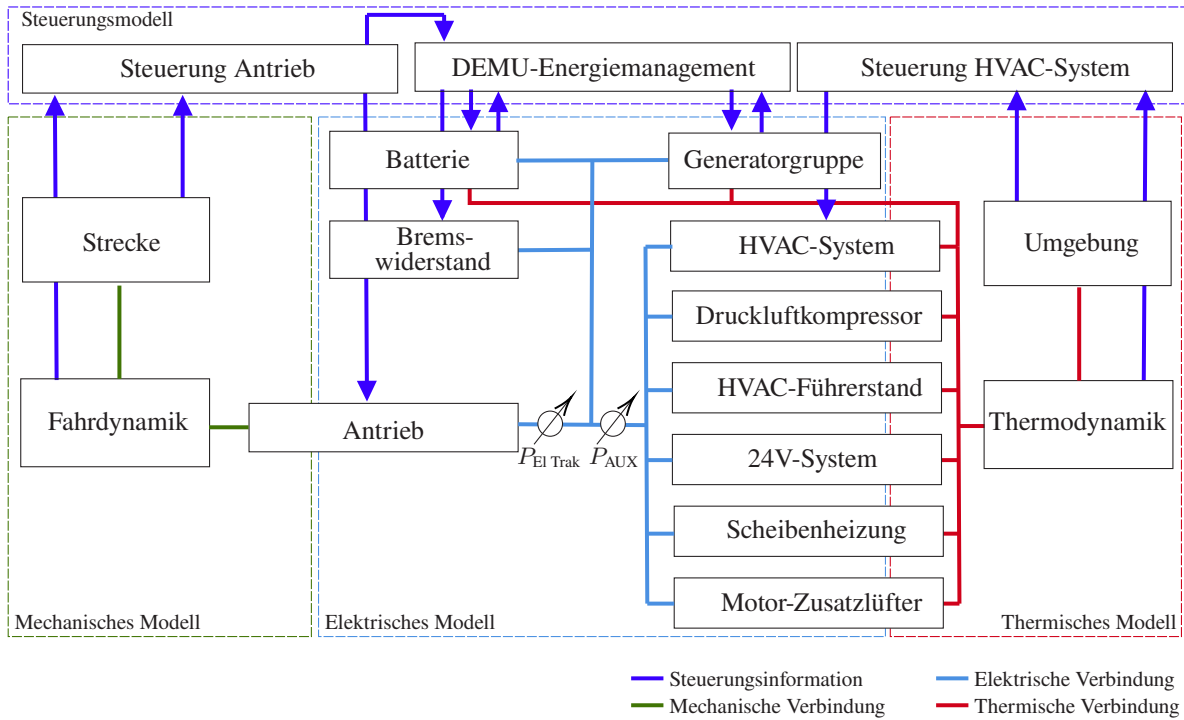 Steuerungsmodell
Steuerung Antrieb
DEMU-Energiemanagement
Steuerung HVAC-System
Batterie
Generatorgruppe
Strecke
Brems-
widerstand
HVAC-System
Umgebung
Druckluftkompressor
HVAC-Führerstand
Fahrdynamik
Antrieb
Thermodynamik
P El Trak
P AUX
24V-System
Scheibenheizung
Motor-Zusatzlüfter
Mechanisches Modell
Elektrisches Modell
Thermisches Modell
Steuerungsinformation
Elektrische Verbindung
Mechanische Verbindung
Thermische Verbindung